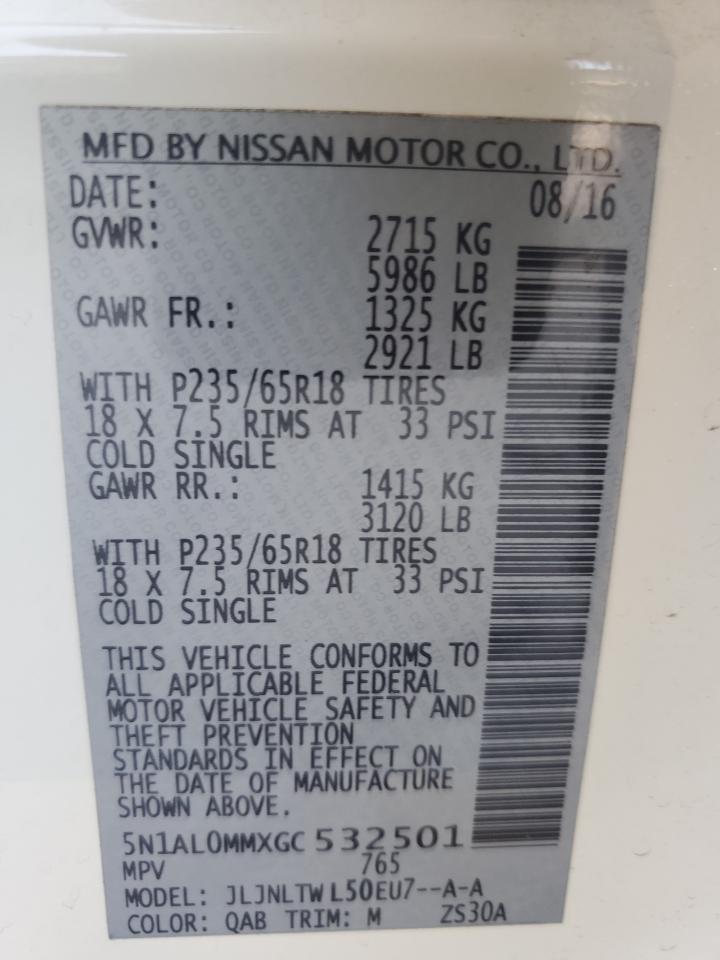 MFD BY NISSAN MOTOR CO., LTD.
DATE: 08/16
GVWR: 2715 KG
5986 LB
GAWR FR.: 1325 KG
2921 LB
WITH P235/65R18 TIRES
18 X 7.5 RIMS AT 33 PSI
COLD SINGLE
GAWR RR.: 1415 KG
3120 LB
WITH P235/65R18 TIRES
18 X 7.5 RIMS AT 33 PSI
COLD SINGLE
THIS VEHICLE CONFORMS TO
ALL APPLICABLE FEDERAL
MOTOR VEHICLE SAFETY AND
THEFT PREVENTION
STANDARDS IN EFFECT ON
THE DATE OF MANUFACTURE
SHOWN ABOVE.
5N1AL0MMXGC 532501
MPV 765
MODEL: JLJNLTWL50EU7--A-A
COLOR: QAB TRIM: M ZS30A